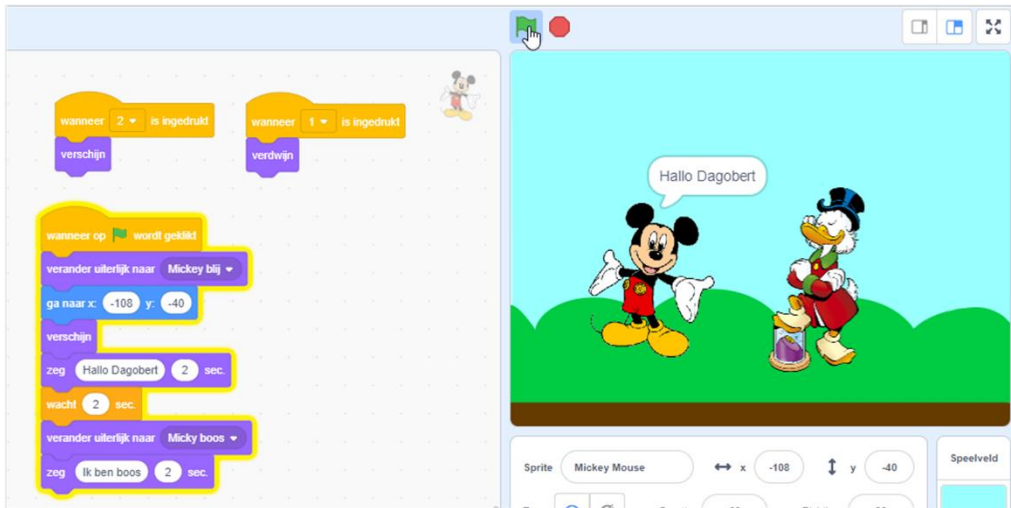 wanneer 2 is ingedrukt
verschijn
wanneer 1 is ingedrukt
verdwijn
wanneer op wordt geklikt
verander uiterlijk naar Mickey blij
ga naar x: -108 y: -40
verschijn
zeg Hallo Dagobert 2 sec.
wacht 2 sec.
verander uiterlijk naar Micky boos
zeg Ik ben boos 2 sec.
Hallo Dagobert
Sprite Mickey Mouse x -108 y -40
Speelveld